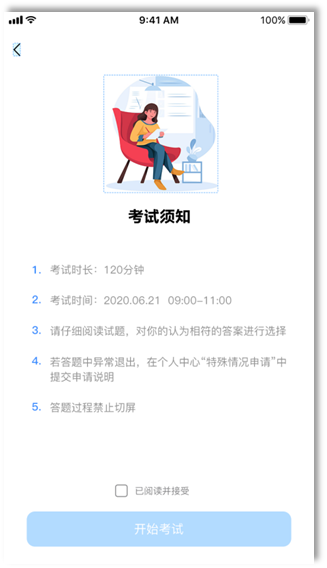 9:41 AM
100%
考试须知
1. 考试时长：120分钟
2. 考试时间：2020.06.21 09:00-11:00
3. 请仔细阅读试题，对你的认为相符的答案进行选择
4. 若答题中异常退出，在个人中心“特殊情况申请”中
提交申请说明
5. 答题过程禁止切屏
已阅读并接受
开始考试